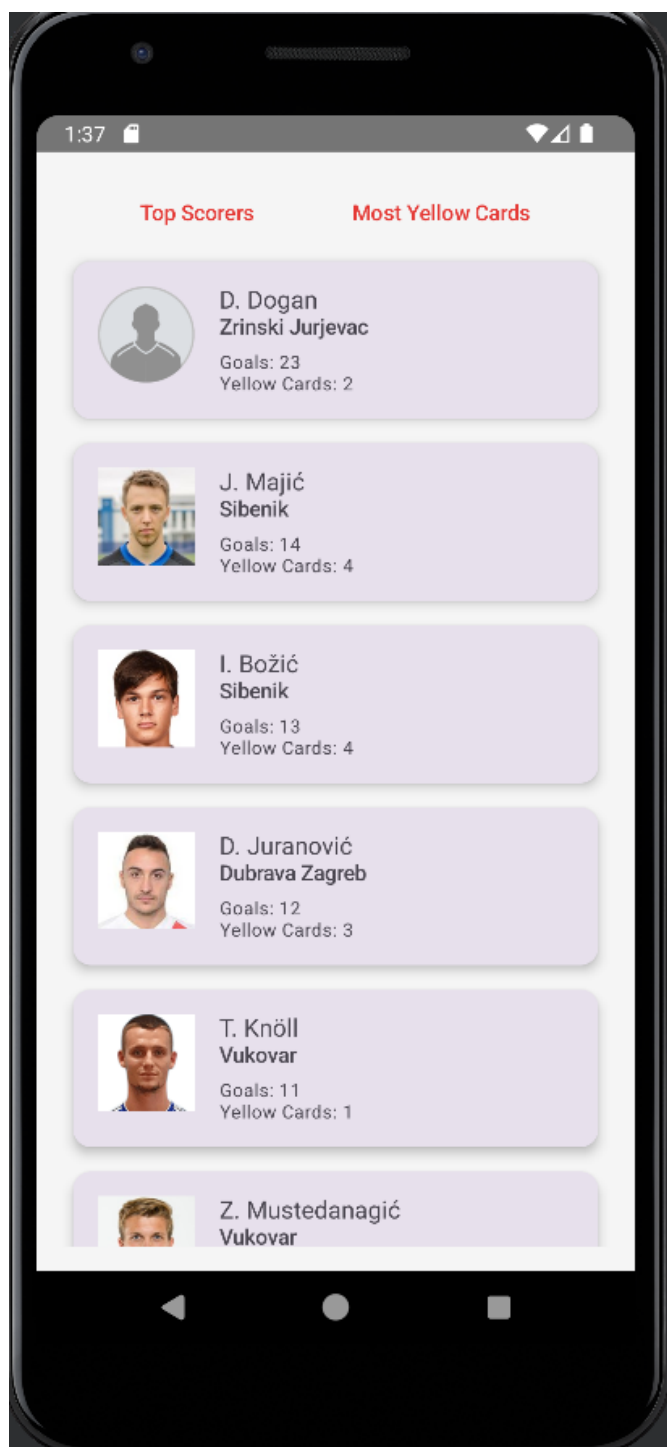 1:37
Top Scorers Most Yellow Cards
D. Dogan
Zrinski Jurjevac
Goals: 23
Yellow Cards: 2
J. Majić
Sibenik
Goals: 14
Yellow Cards: 4
I. Božić
Sibenik
Goals: 13
Yellow Cards: 4
D. Juranović
Dubrava Zagreb
Goals: 12
Yellow Cards: 3
T. Knöll
Vukovar
Goals: 11
Yellow Cards: 1
Z. Mustedanagić
Vukovar